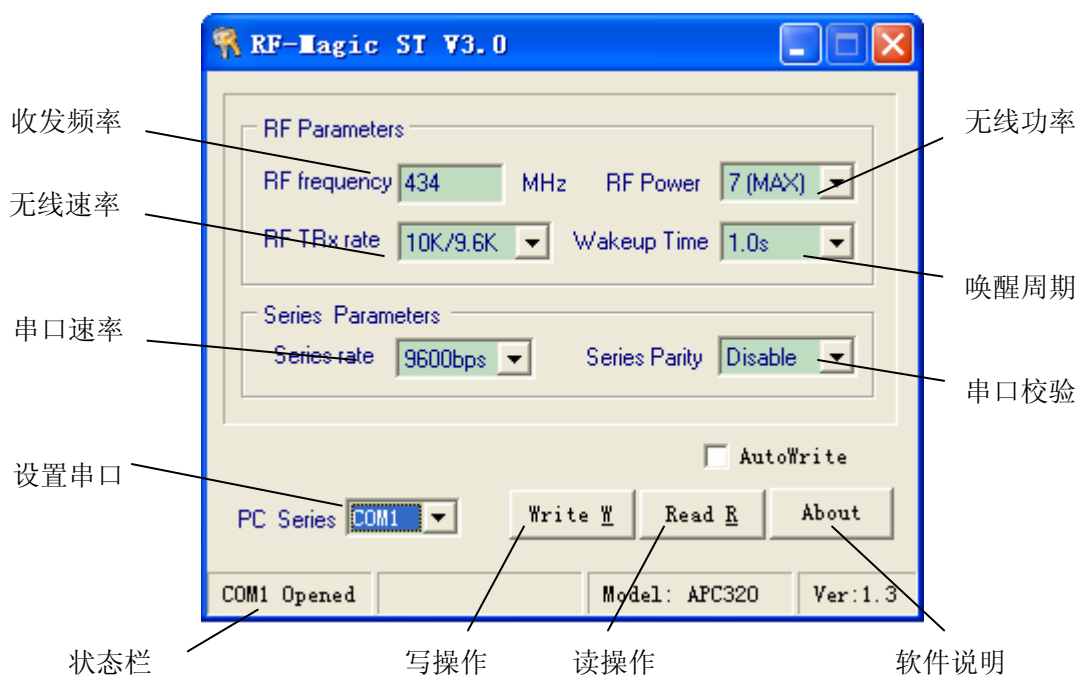 RF-Magic ST V3.0
收发频率
RF Parameters
无线功率
RF frequency 434 MHz RF Power 7 (MAX)
无线速率
RF TRx rate 10K/9.6K Wakeup Time 1.0s
唤醒周期
Series Parameters
串口速率
Series rate 9600bps Series Parity Disable
串口校验
AutoWrite
设置串口
PC Series COM1 Write W Read R About
COM1 Opened Model: APC320 Ver:1.3
状态栏 写操作 读操作 软件说明